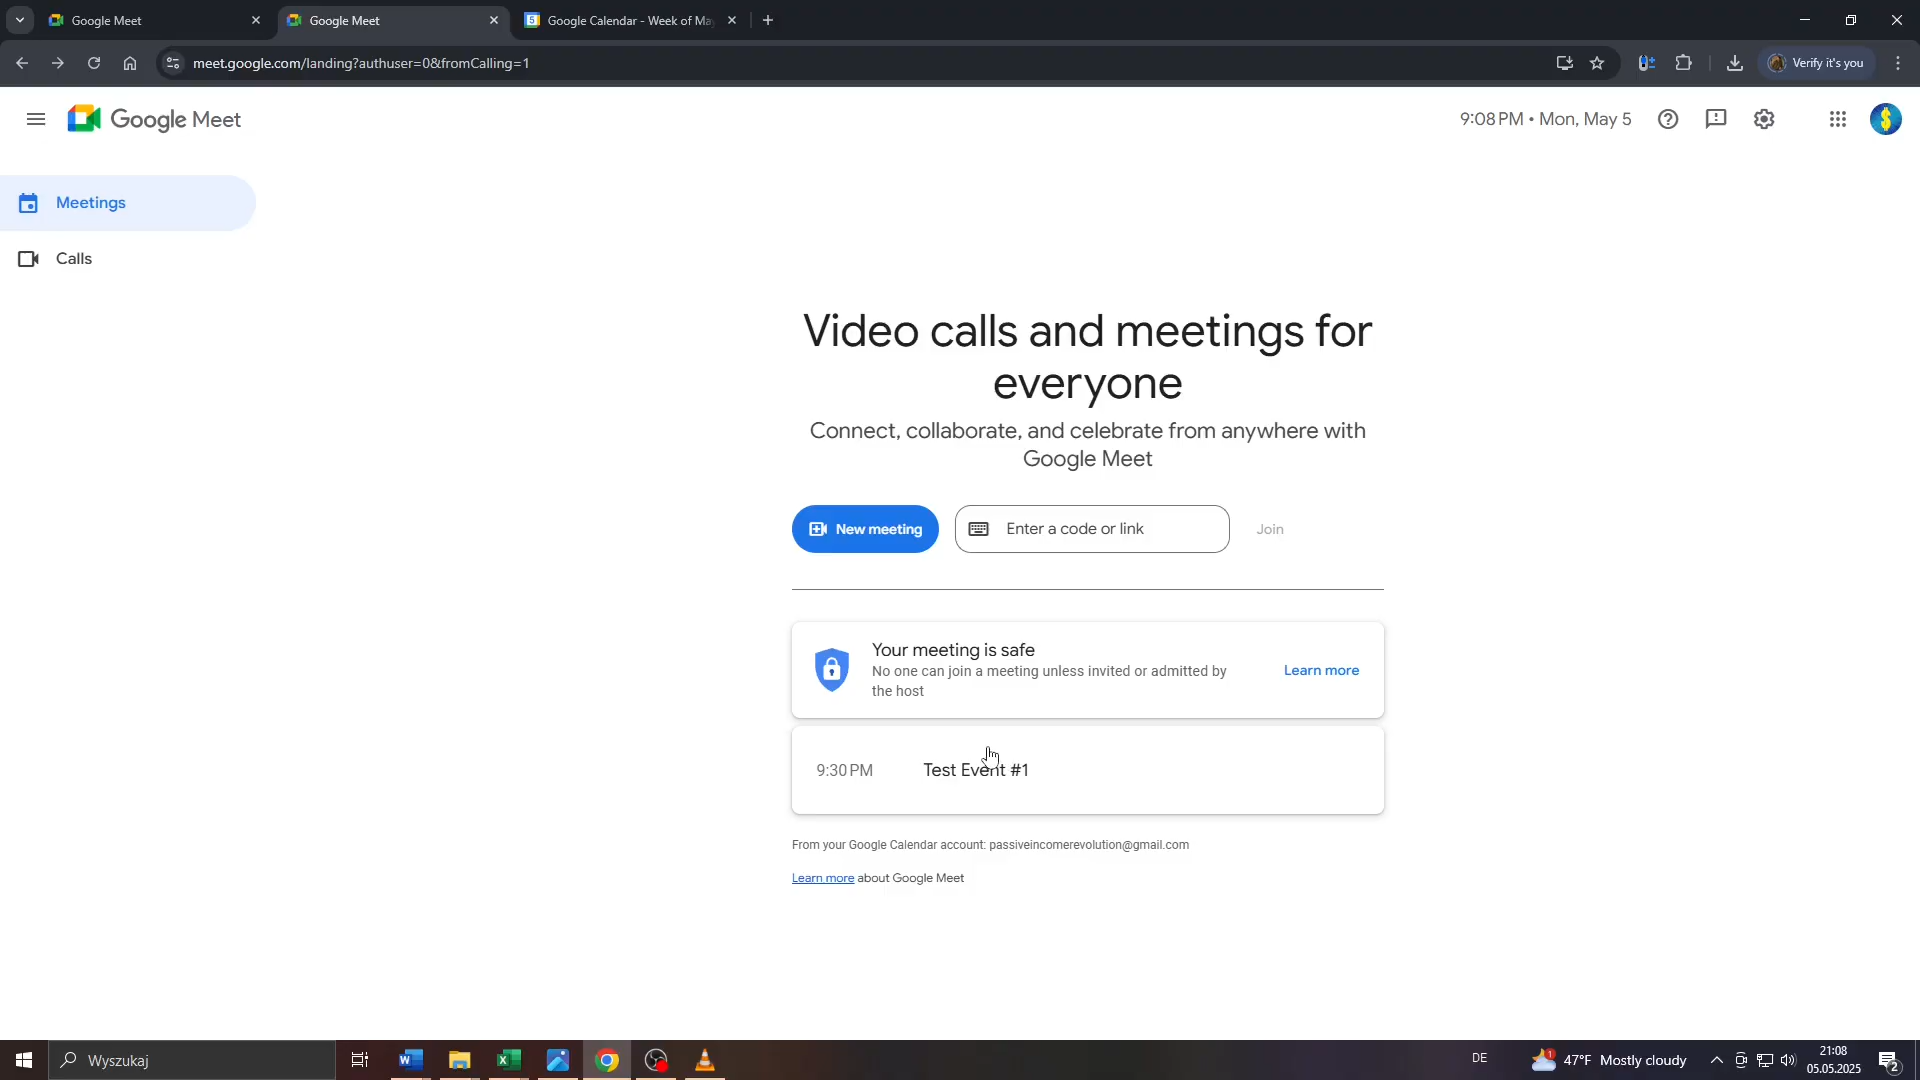 Google Meet
Google Meet
Google Calendar - Week of Ma
meet.google.com/landing?authuser=0&fromCalling=1
Verify it's you
Google Meet
9:08 PM • Mon, May 5
Meetings
Calls
Video calls and meetings for
everyone
Connect, collaborate, and celebrate from anywhere with
Google Meet
New meeting
Enter a code or link
Join
Your meeting is safe
No one can join a meeting unless invited or admitted by
the host
Learn more
9:30 PM
Test Event #1
From your Google Calendar account: passiveincomerevolution@gmail.com
Learn more about Google Meet
Wyszukaj
DE
1
47°F Mostly cloudy
21:08
05.05.2025
2